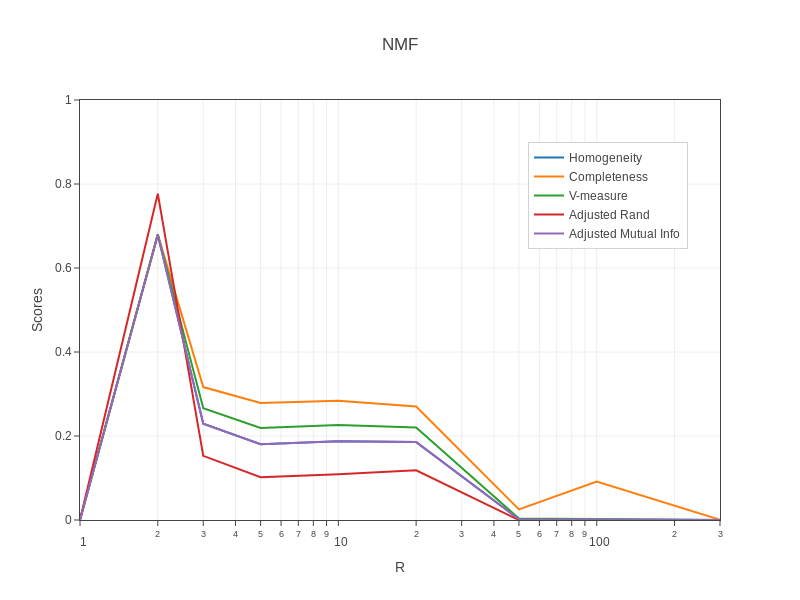 NMF
Scores
1
0.8
0.6
0.4
0.2
0
Homogeneity
Completeness
V-measure
Adjusted Rand
Adjusted Mutual Info
1 2 3 4 5 6 7 8 9 10 2 3 4 5 6 7 8 9 100 2 3
R